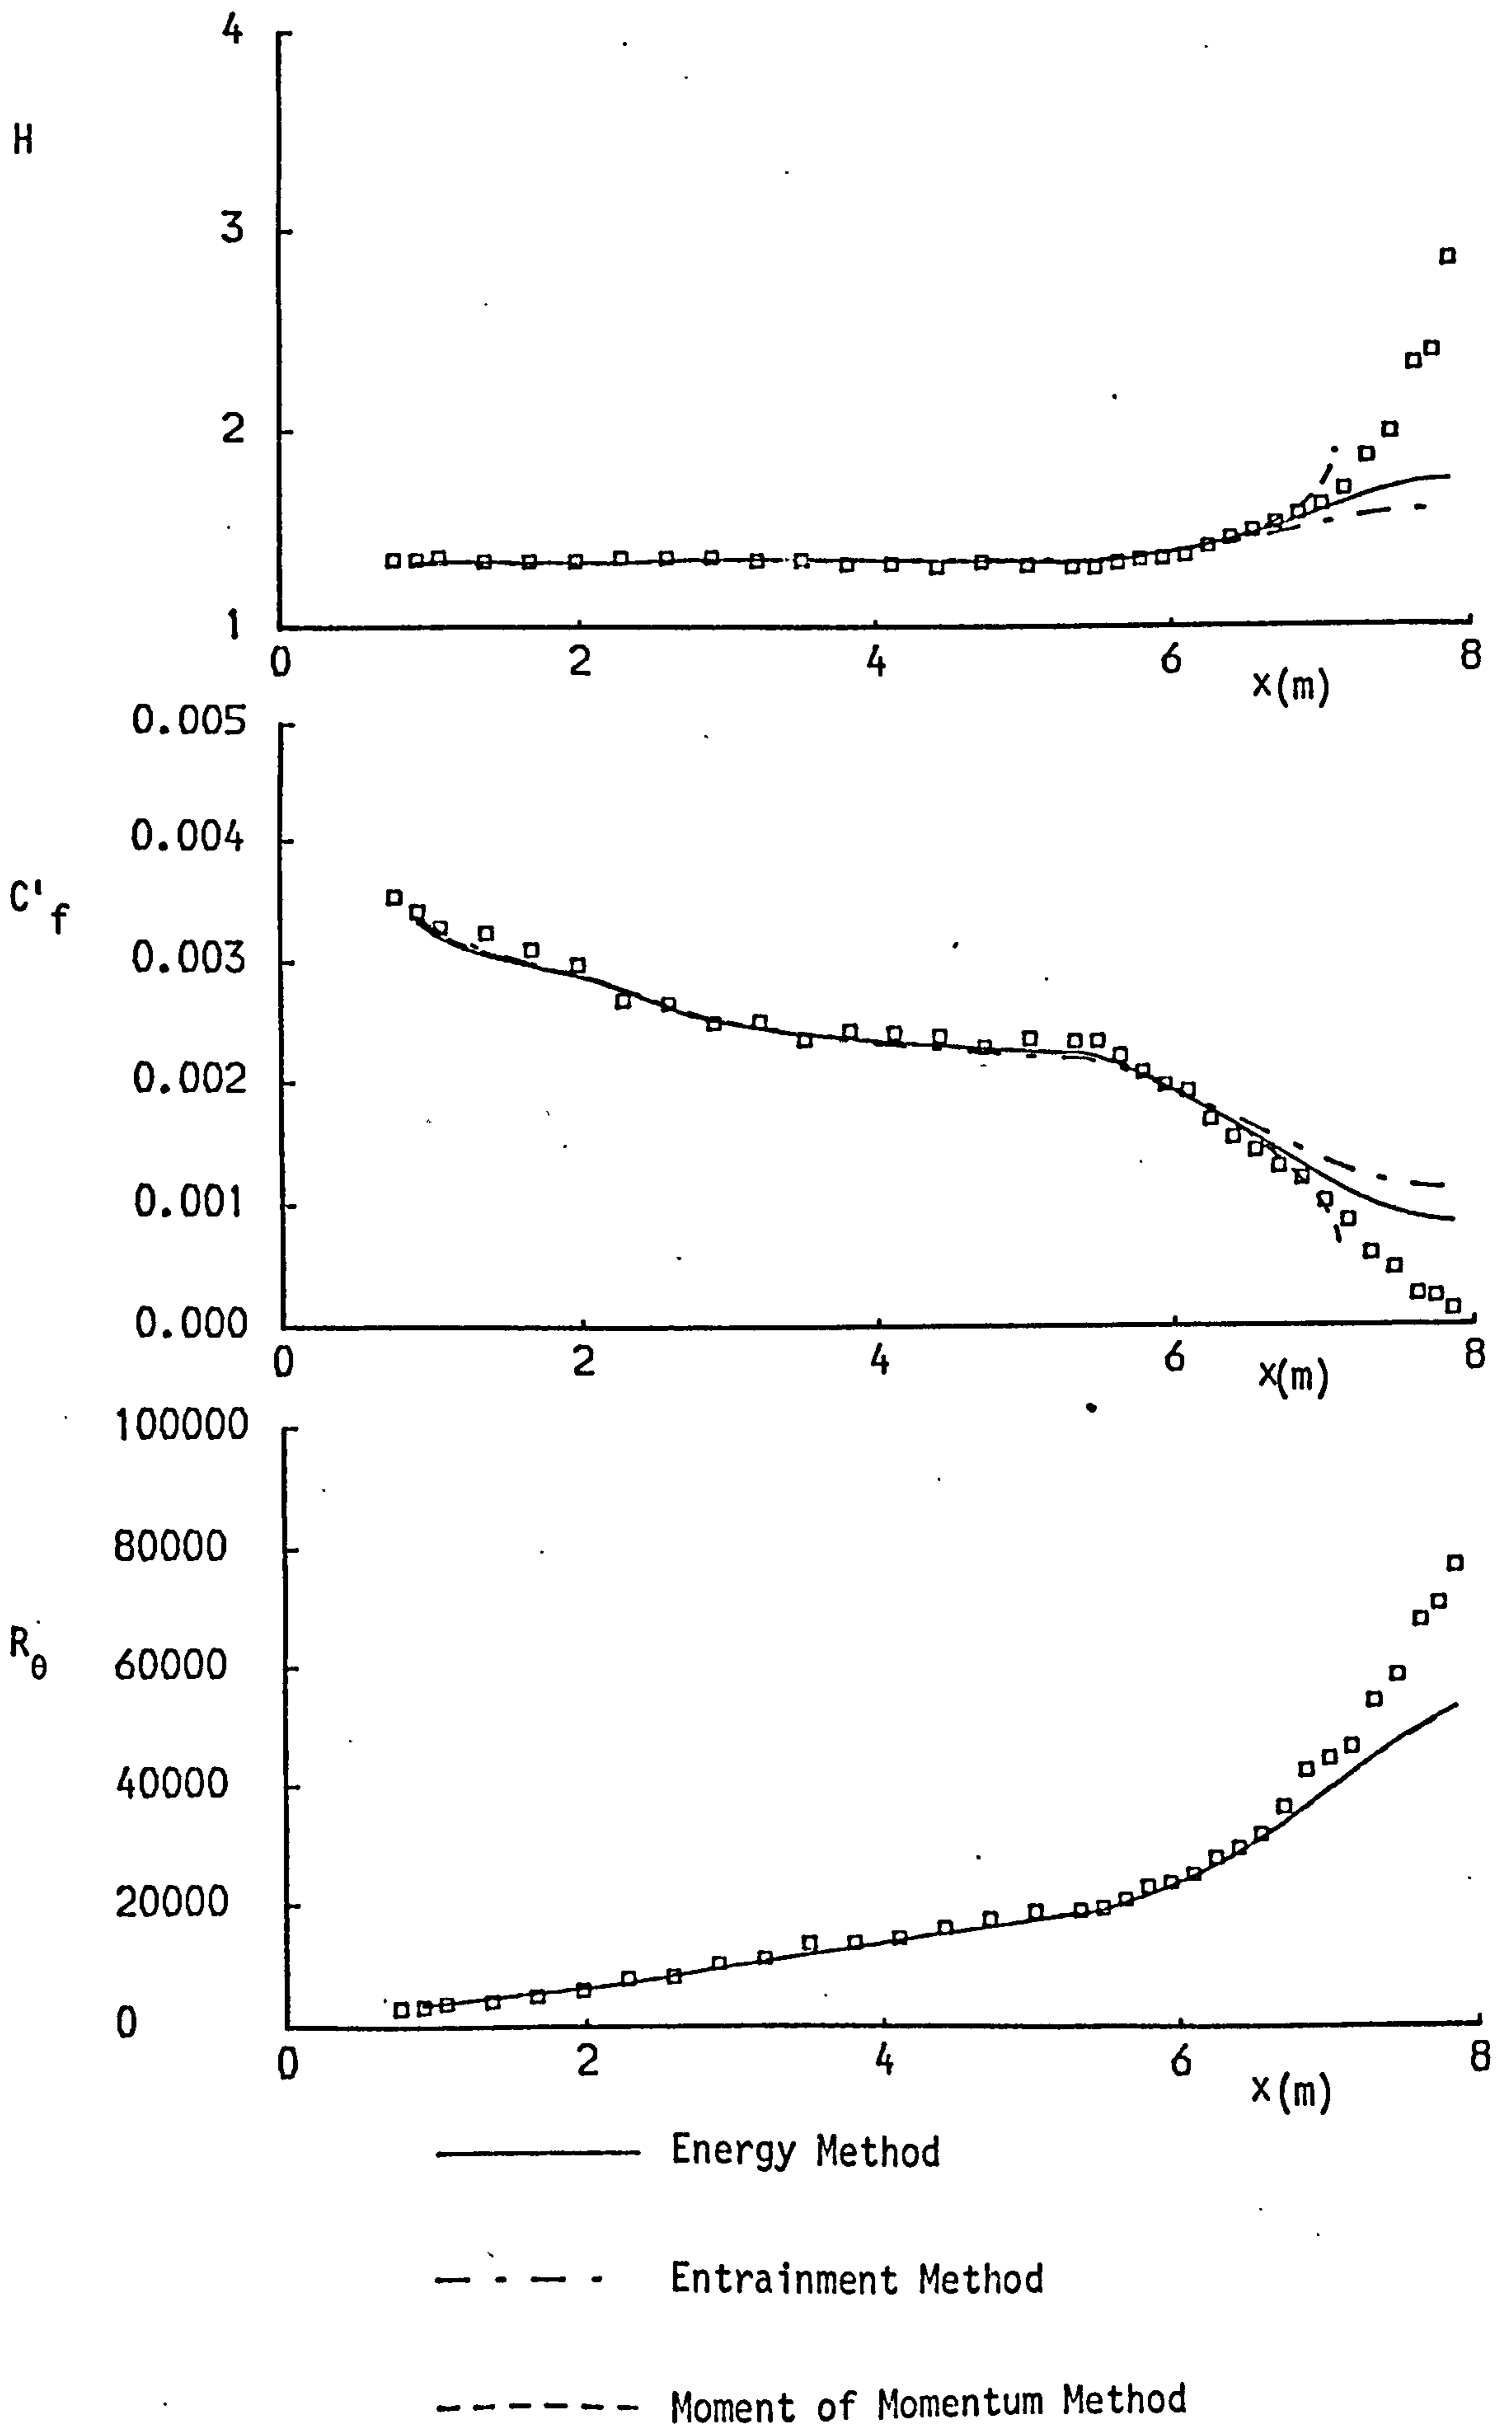 4
H
3
2
1
0 2 4 6 8
x(m)
0.005
0.004
C'f
0.003
0.002
0.001
0.000
0 2 4 6 8
x(m)
100000
80000
Rθ
60000
40000
20000
0
0 2 4 6 8
x(m)
Energy Method
Entrainment Method
Moment of Momentum Method